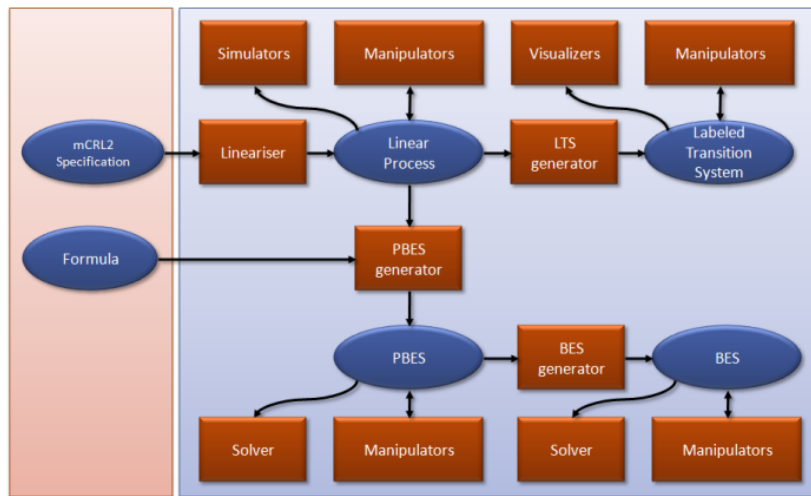 Simulators
Manipulators
Visualizers
Manipulators
mCRL2
Specification
Lineariser
Linear
Process
LTS
generator
Labeled
Transition
System
Formula
PBES
generator
PBES
BES
generator
BES
Solver
Manipulators
Solver
Manipulators